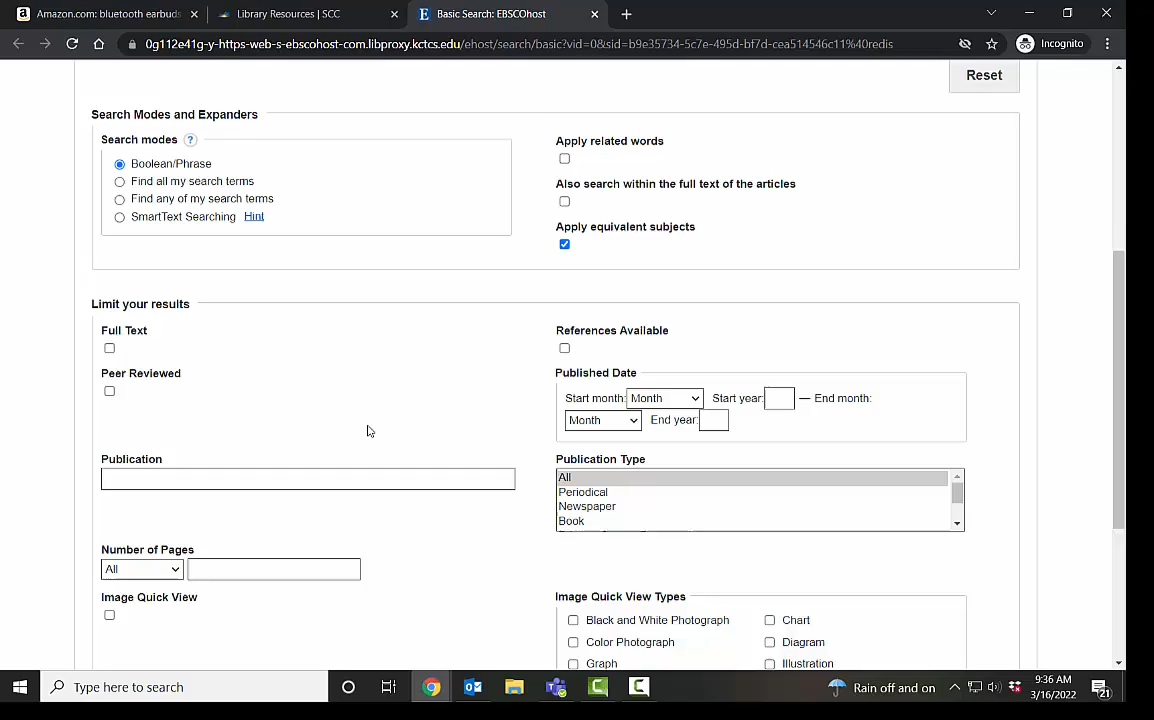 Amazon.com: bluetooth earbuds
Library Resources | SCC
Basic Search: EBSCOhost
0g112e41g-y-https-web-s-ebscohost-com.libproxy.kctcs.edu/ehost/search/basic?vid=0&sid=b9e35734-5c7e-495d-bf7d-cea514546c11%40redis
Incognito
Reset
Search Modes and Expanders
Search modes ?
Boolean/Phrase
Find all my search terms
Find any of my search terms
SmartText Searching Hint
Apply related words
Also search within the full text of the articles
Apply equivalent subjects
Limit your results
Full Text
References Available
Peer Reviewed
Published Date
Start month: Month Start year: — End month:
Month End year:
Publication
Publication Type
All
Periodical
Newspaper
Book
Number of Pages
All
Image Quick View
Image Quick View Types
Black and White Photograph Chart
Color Photograph Diagram
Graph Illustration
Type here to search
Rain off and on
9:36 AM
3/16/2022
21